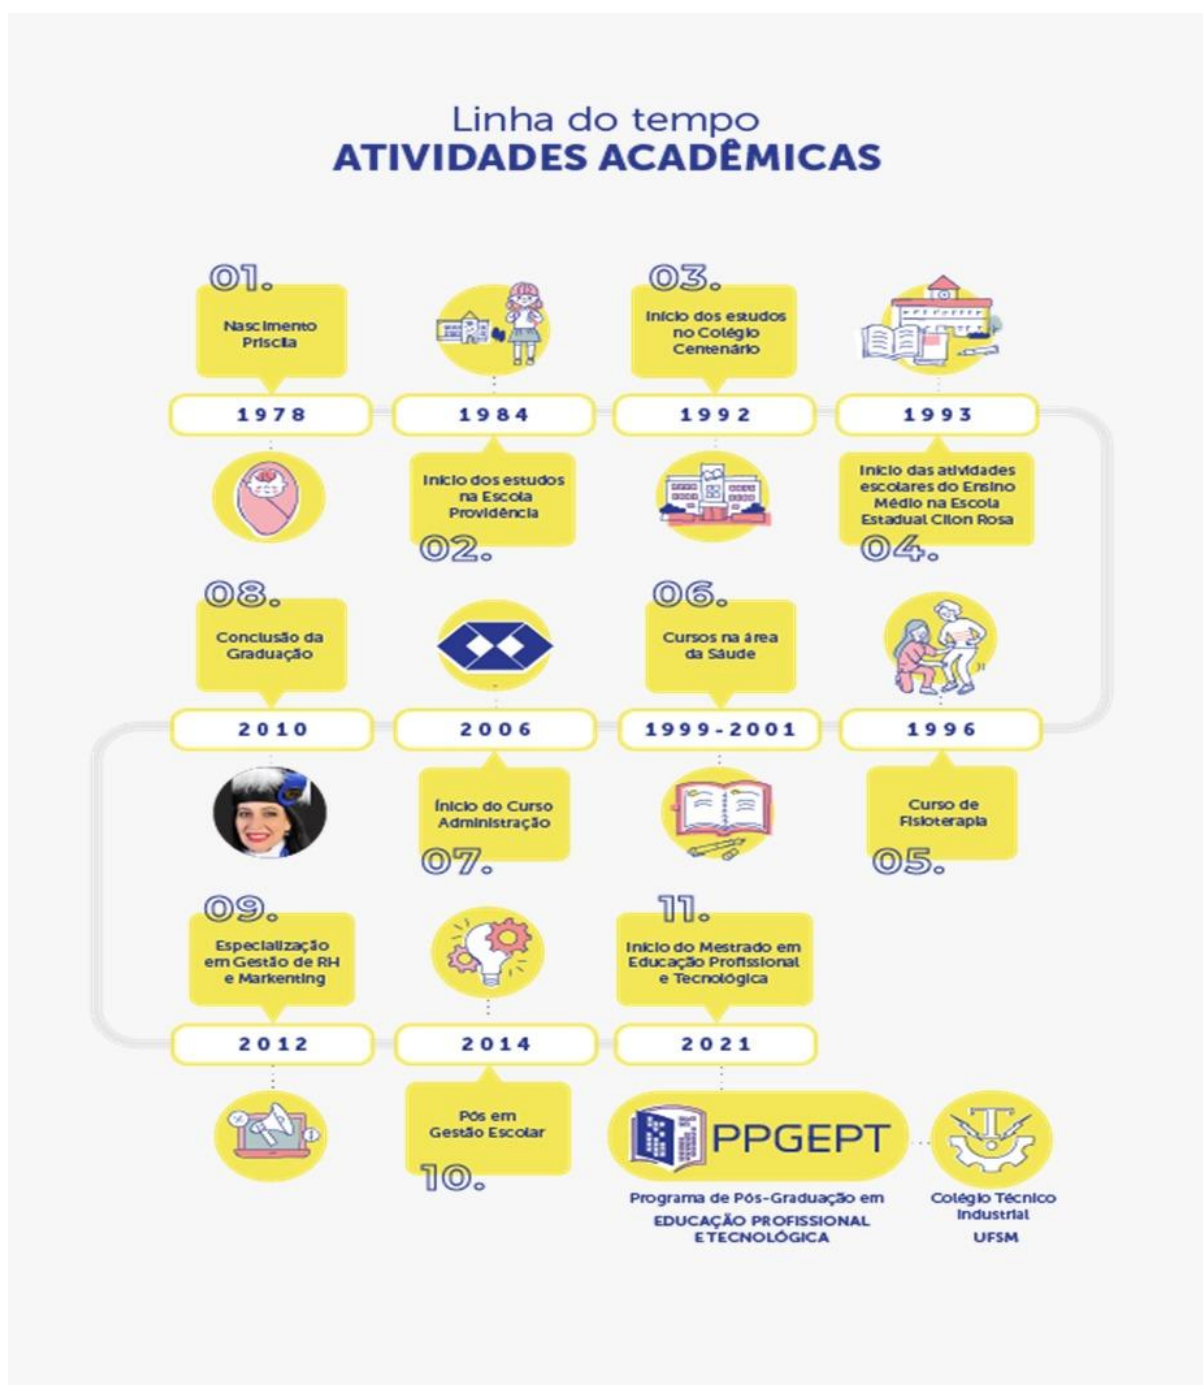 Linha do tempo
ATIVIDADES ACADÊMICAS
01.
Nascimento
Priscila
1978
1984
Início dos estudos
na Escola
Providência
02.
03.
Início dos estudos
no Colégio
Centenário
1992
1993
Início das atividades
escolares do Ensino
Médio na Escola
Estadual Cilon Rosa
04.
1996
Curso de
Fisioterapia
05.
06.
Cursos na área
da Sáude
1999-2001
2006
Ínicio do Curso
Administração
07.
08.
Conclusão da
Graduação
2010
09.
Especialização
em Gestão de RH
e Markenting
2012
2014
Pós em
Gestão Escolar
10.
11.
Início do Mestrado em
Educação Profissional
e Tecnológica
2021
PPGEPT
Programa de Pós-Graduação em
EDUCAÇÃO PROFISSIONAL
E TECNOLÓGICA
Colégio Técnico
Industrial
UFSM